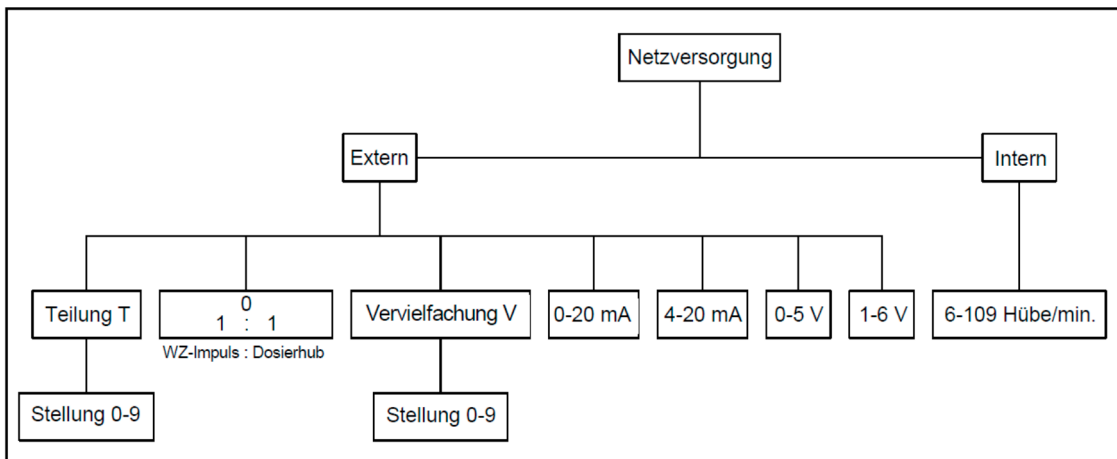 Netzversorgung
Extern
Intern
Teilung T
0
1 : 1
Vervielfachung V
0-20 mA
4-20 mA
0-5 V
1-6 V
6-109 Hübe/min.
WZ-Impuls : Dosierhub
Stellung 0-9
Stellung 0-9